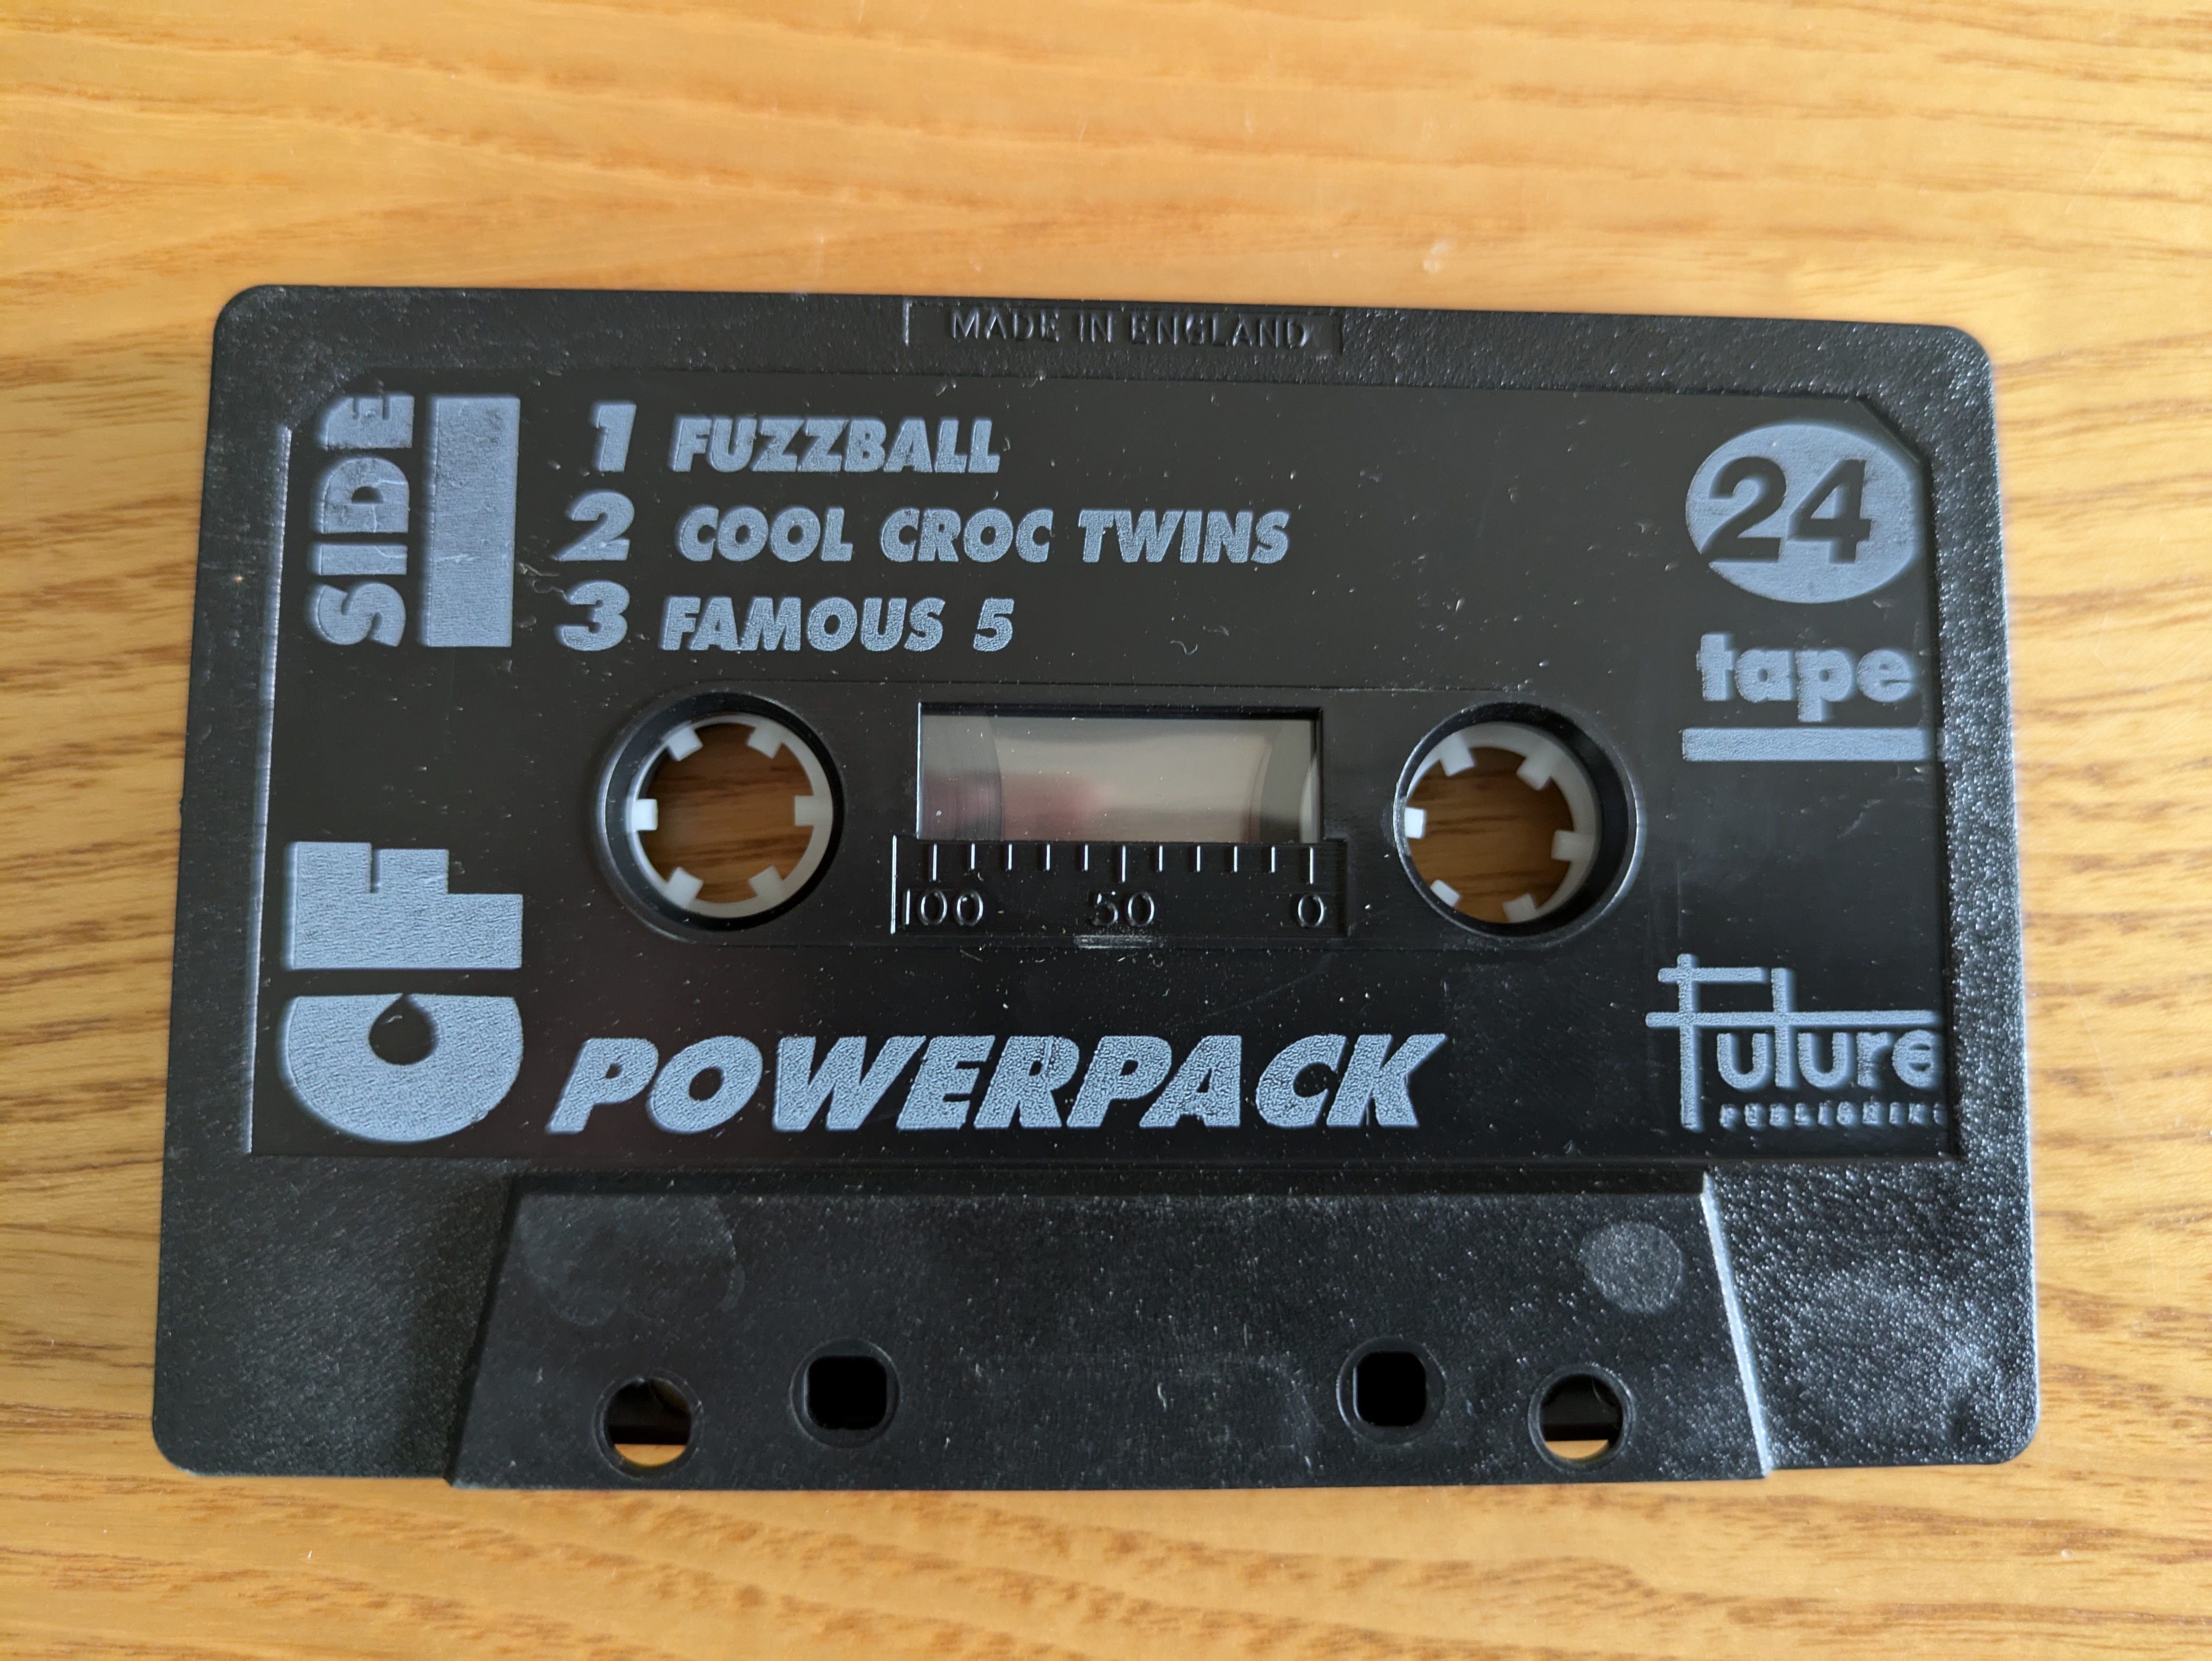 MADE IN ENGLAND
SIDE 1
1 FUZZBALL
2 COOL CROC TWINS
3 FAMOUS 5
24
tape
100 50 0
CF
POWERPACK
future
PUBLISHING